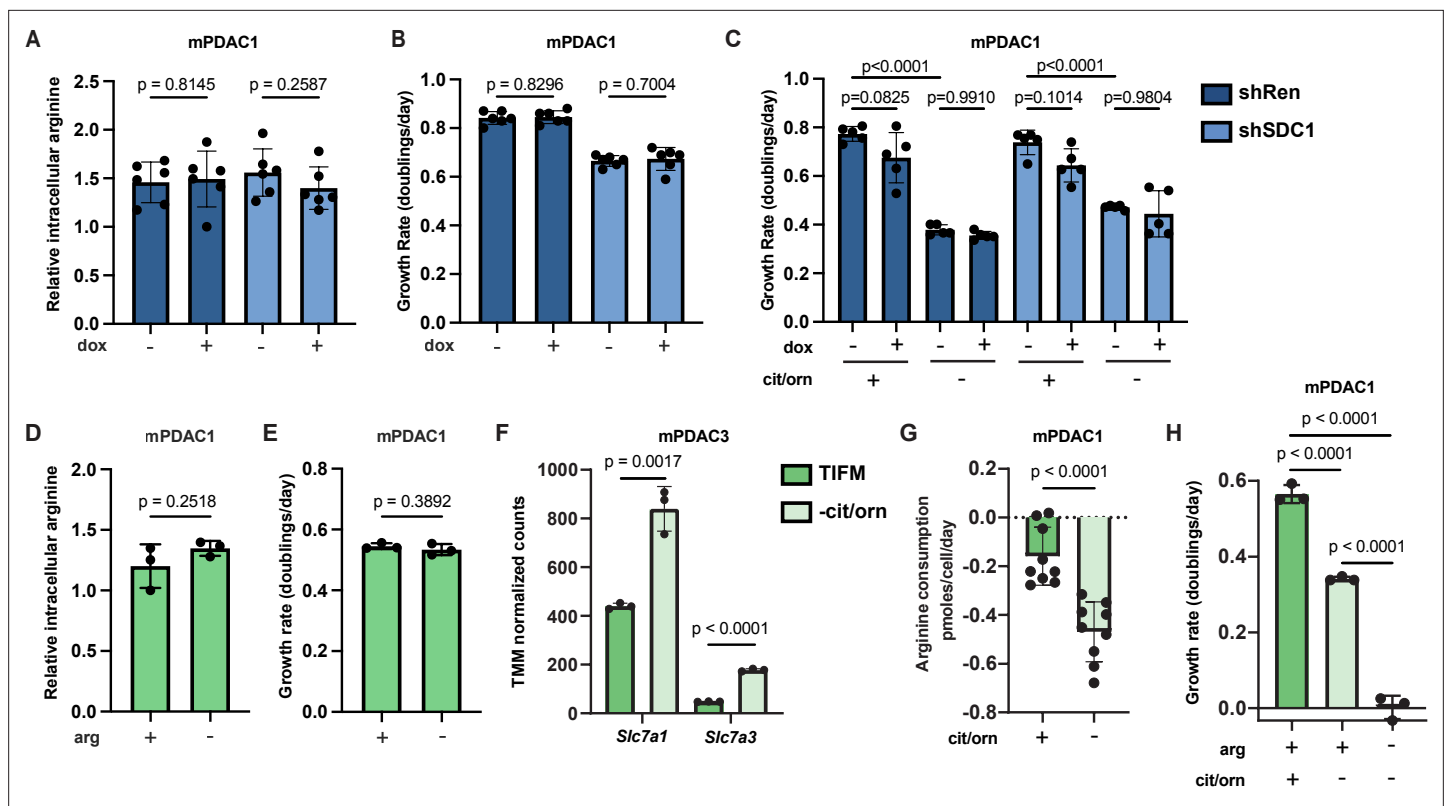 A
mPDAC1
Relative intracellular arginine
2.5
2.0
1.5
1.0
0.5
0.0
p = 0.8145
p = 0.2587
dox
- + - +
B
mPDAC1
Growth Rate (doublings/day)
1.0
0.8
0.6
0.4
0.2
0.0
p = 0.8296
p = 0.7004
dox
- + - +
C
mPDAC1
Growth Rate (doublings/day)
1.0
0.8
0.6
0.4
0.2
0.0
p<0.0001
p<0.0001
p=0.0825
p=0.9910
p=0.1014
p=0.9804
dox
- + - + - + - +
cit/orn
+ - + -
shRen
shSDC1
D
mPDAC1
Relative intracellular arginine
2.0
1.5
1.0
0.5
0.0
p = 0.2518
arg
+ -
E
mPDAC1
Growth rate (doublings/day)
0.8
0.6
0.4
0.2
0.0
p = 0.3892
+ -
F
mPDAC3
TMM normalized counts
1000
800
600
400
200
0
p = 0.0017
p < 0.0001
Slc7a1
Slc7a3
TIFM
-cit/orn
G
mPDAC1
Arginine consumption
pmoles/cell/day
0.2
0.0
-0.2
-0.4
-0.6
-0.8
p < 0.0001
cit/orn
+ -
H
mPDAC1
Growth rate (doublings/day)
0.6
0.4
0.2
0.0
p < 0.0001
p < 0.0001
p < 0.0001
arg
+ + -
cit/orn
+ - -